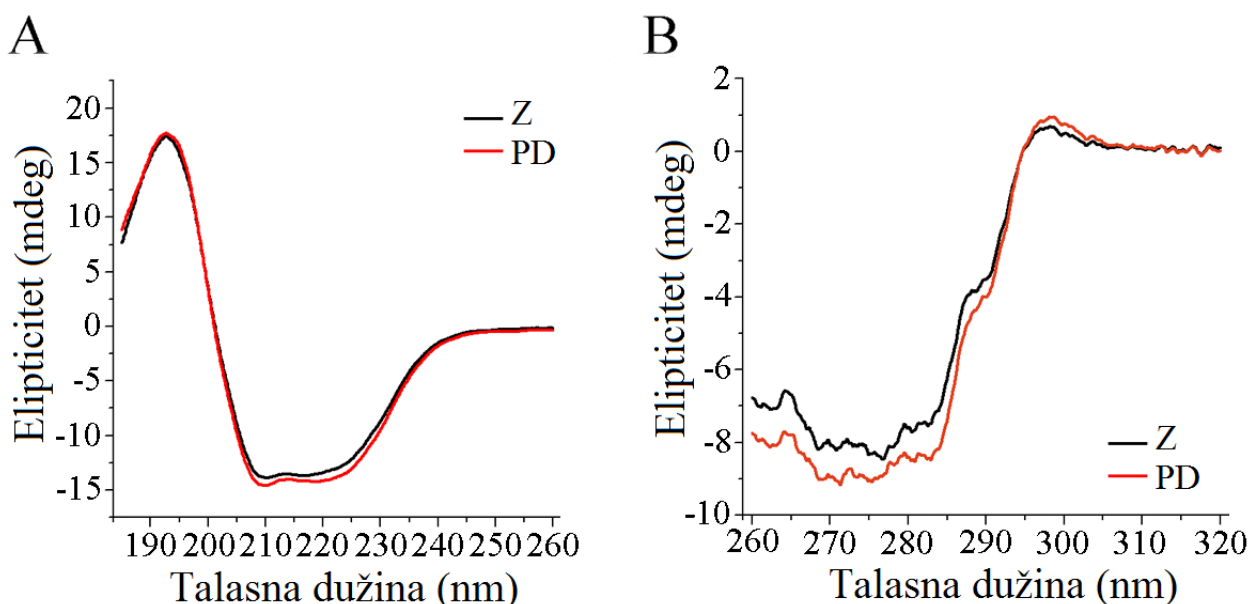 A
Elipticitet (mdeg)
20
15
10
5
0
-5
-10
-15
Z
PD
190 200 210 220 230 240 250 260
Talasna dužina (nm)
B
Elipticitet (mdeg)
2
0
-2
-4
-6
-8
-10
Z
PD
260 270 280 290 300 310 320
Talasna dužina (nm)